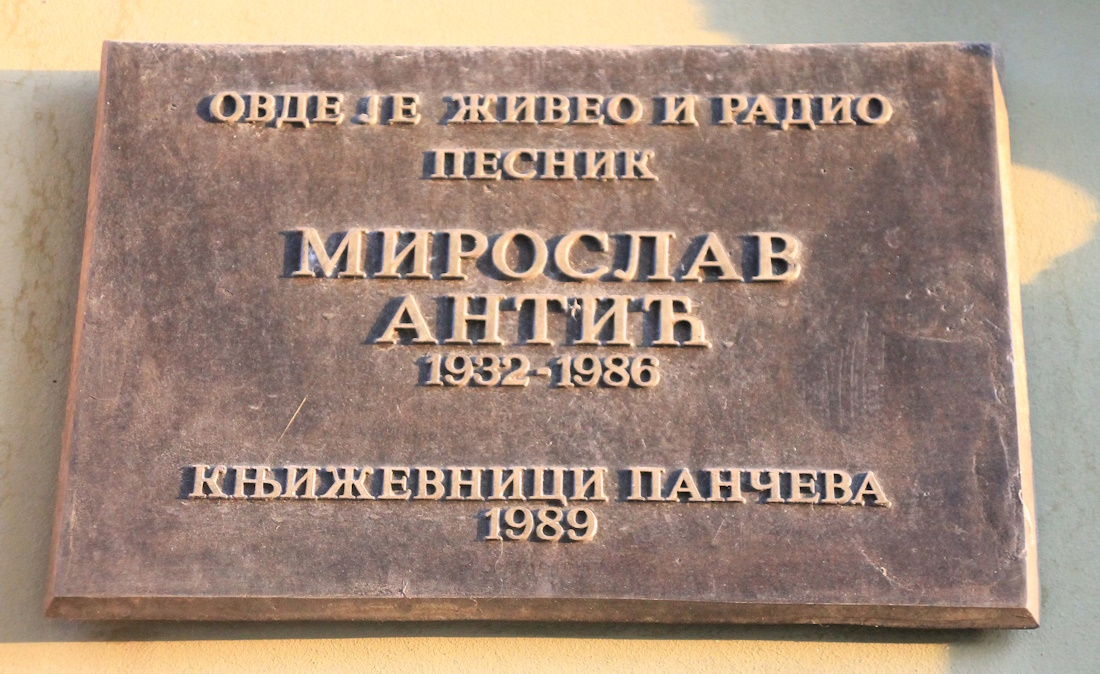 ОВДЕ ЈЕ ЖИВЕО И РАДИО
ПЕСНИК
МИРОСЛАВ
АНТИЋ
1932-1986
КЊИЖЕВНИЦИ ПАНЧЕВА
1989